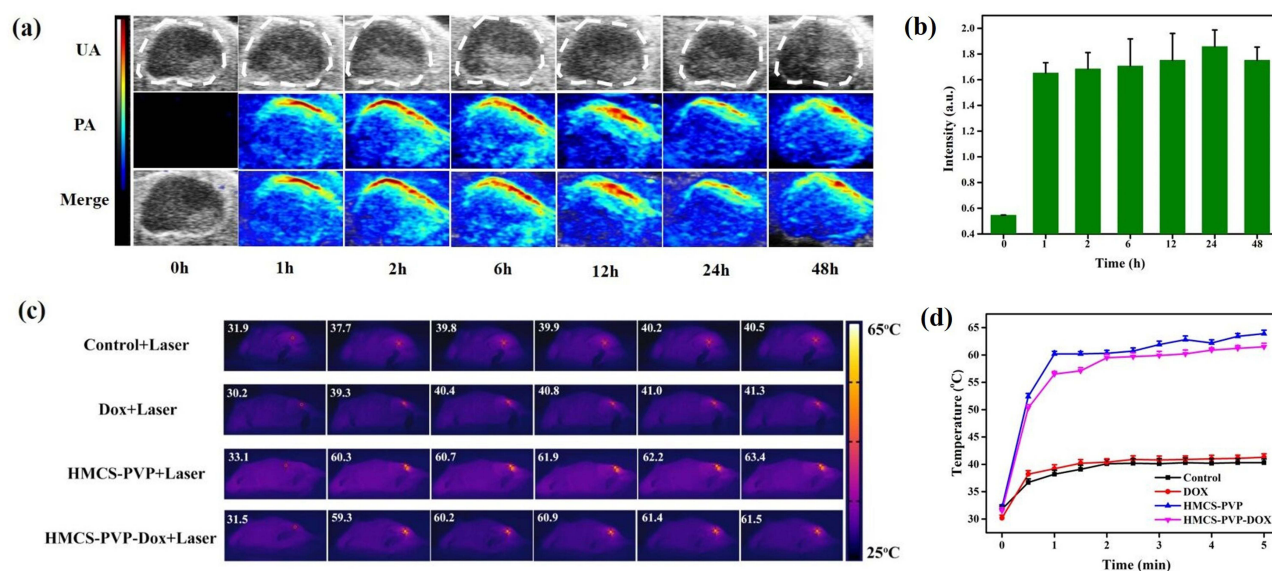 (a)
UA
PA
Merge
0h 1h 2h 6h 12h 24h 48h
(b)
2.0
1.8
1.6
1.4
1.2
1.0
0.8
0.6
0.4
Intensity (a.u.)
0 1 2 6 12 24 48
Time (h)
(c)
Control+Laser
31.9 37.7 39.8 39.9 40.2 40.5
Dox+Laser
30.2 39.3 40.4 40.8 41.0 41.3
HMCS-PVP+Laser
33.1 60.3 60.7 61.9 62.2 63.4
HMCS-PVP-Dox+Laser
31.5 59.3 60.2 60.9 61.4 61.5
65ºC
25ºC
(d)
65
60
55
50
45
40
35
30
Temperature (ºC)
Control
DOX
HMCS-PVP
HMCS-PVP-DOX
0 1 2 3 4 5
Time (min)